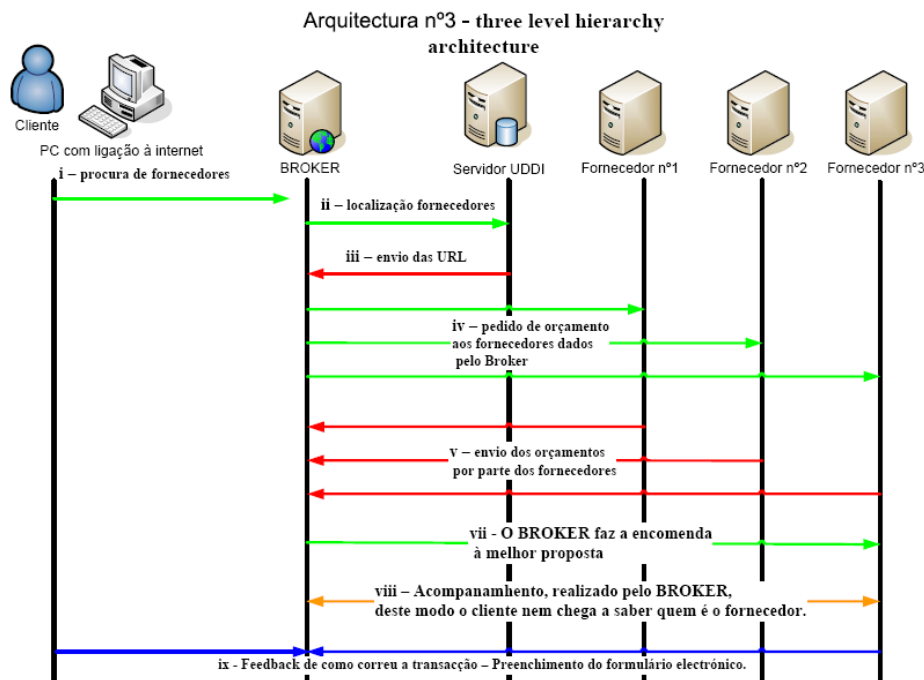 Arquitectura nº3 - three level hierarchy
architecture
Cliente
PC com ligação à internet
BROKER
Servidor UDDI
Fornecedor nº1
Fornecedor nº2
Fornecedor nº3
i – procura de fornecedores
ii – localização fornecedores
iii – envio das URL
iv – pedido de orçamento
aos fornecedores dados
pelo Broker
v – envio dos orçamentos
por parte dos fornecedores
vii - O BROKER faz a encomenda
à melhor proposta
viii – Acompanamhento, realizado pelo BROKER,
deste modo o cliente nem chega a saber quem é o fornecedor.
ix - Feedback de como correu a transacção – Preenchimento do formulário electrónico.